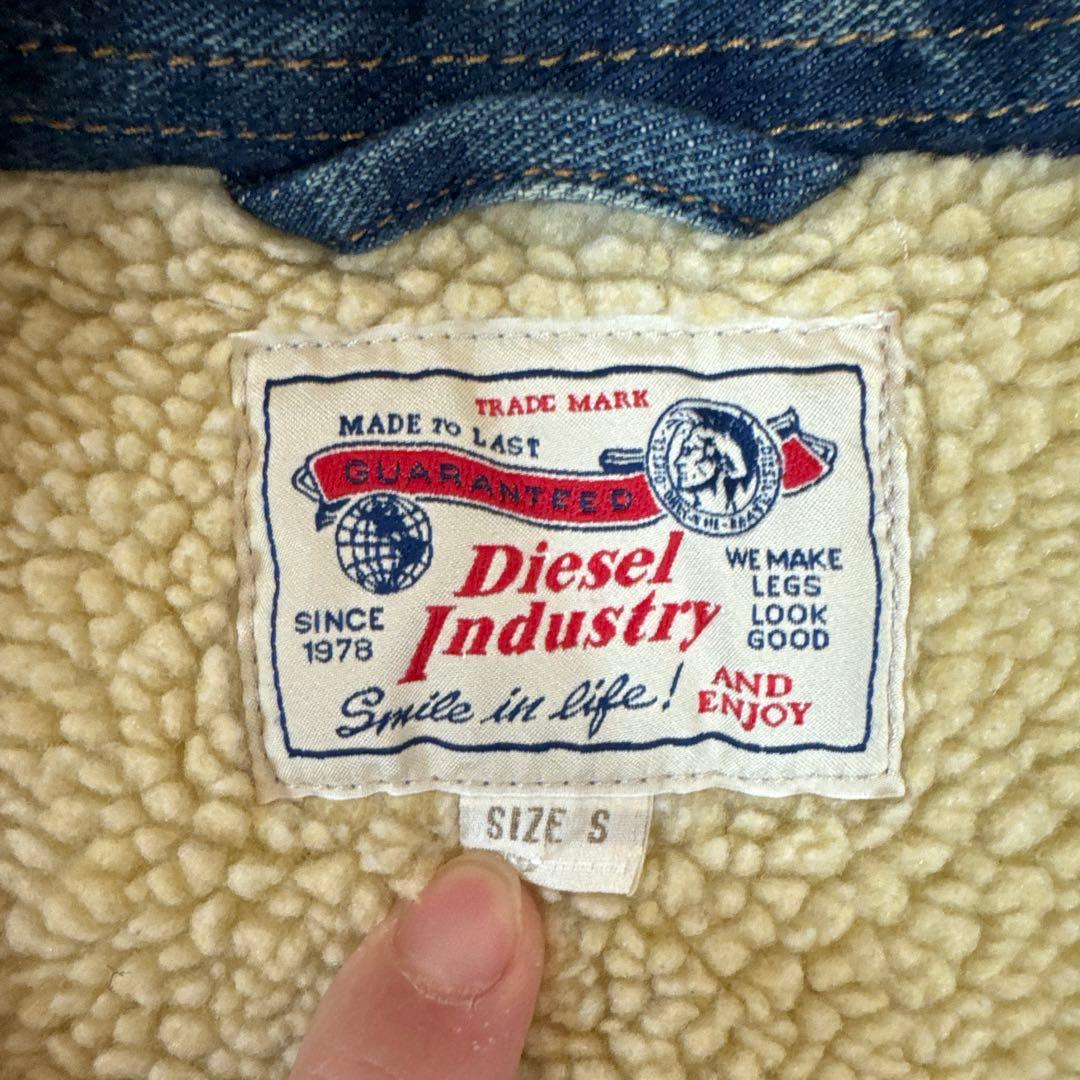 TRADE MARK
MADE TO LAST
GUARANTEED
Diesel
Industry
SINCE
1978
WE MAKE
LEGS
LOOK
GOOD
Smile in life!
AND
ENJOY
SIZE S